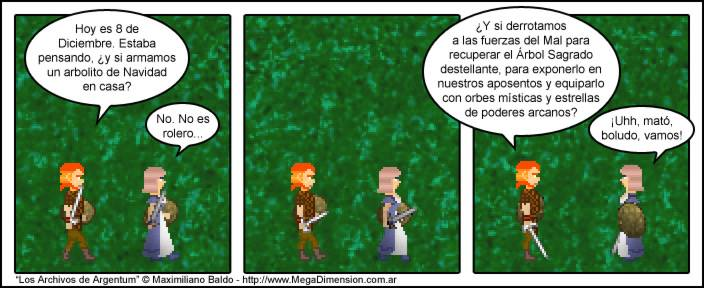 Hoy es 8 de
Diciembre. Estaba
pensando, ¿y si armamos
un arbolito de Navidad
en casa?
No. No es
rolero...
¿Y si derrotamos
a las fuerzas del Mal para
recuperar el Árbol Sagrado
destellante, para exponerlo en
nuestros aposentos y equiparlo
con orbes místicas y estrellas
de poderes arcanos?
¡Uhh, mató,
boludo, vamos!
"Los Archivos de Argentum" © Maximiliano Baldo - http://www.MegaDimension.com.ar